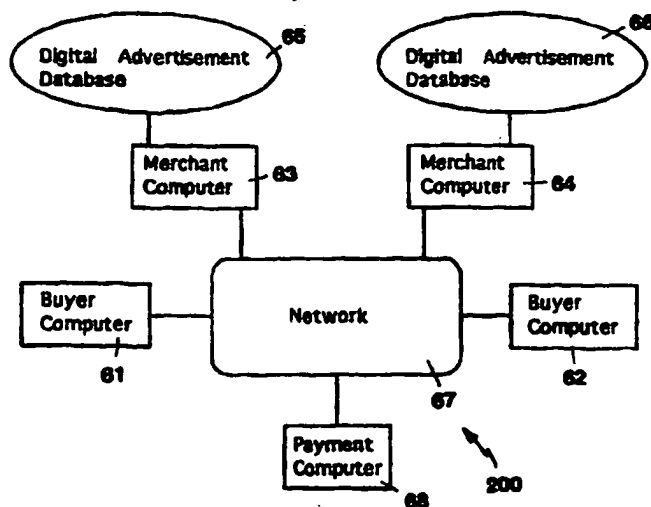 65
Digital Advertisement
Database
66
Digital Advertisement
Database
Merchant
Computer
63
Merchant
Computer
64
Buyer
Computer
61
Network
67
Buyer
Computer
62
Payment
Computer
68
200